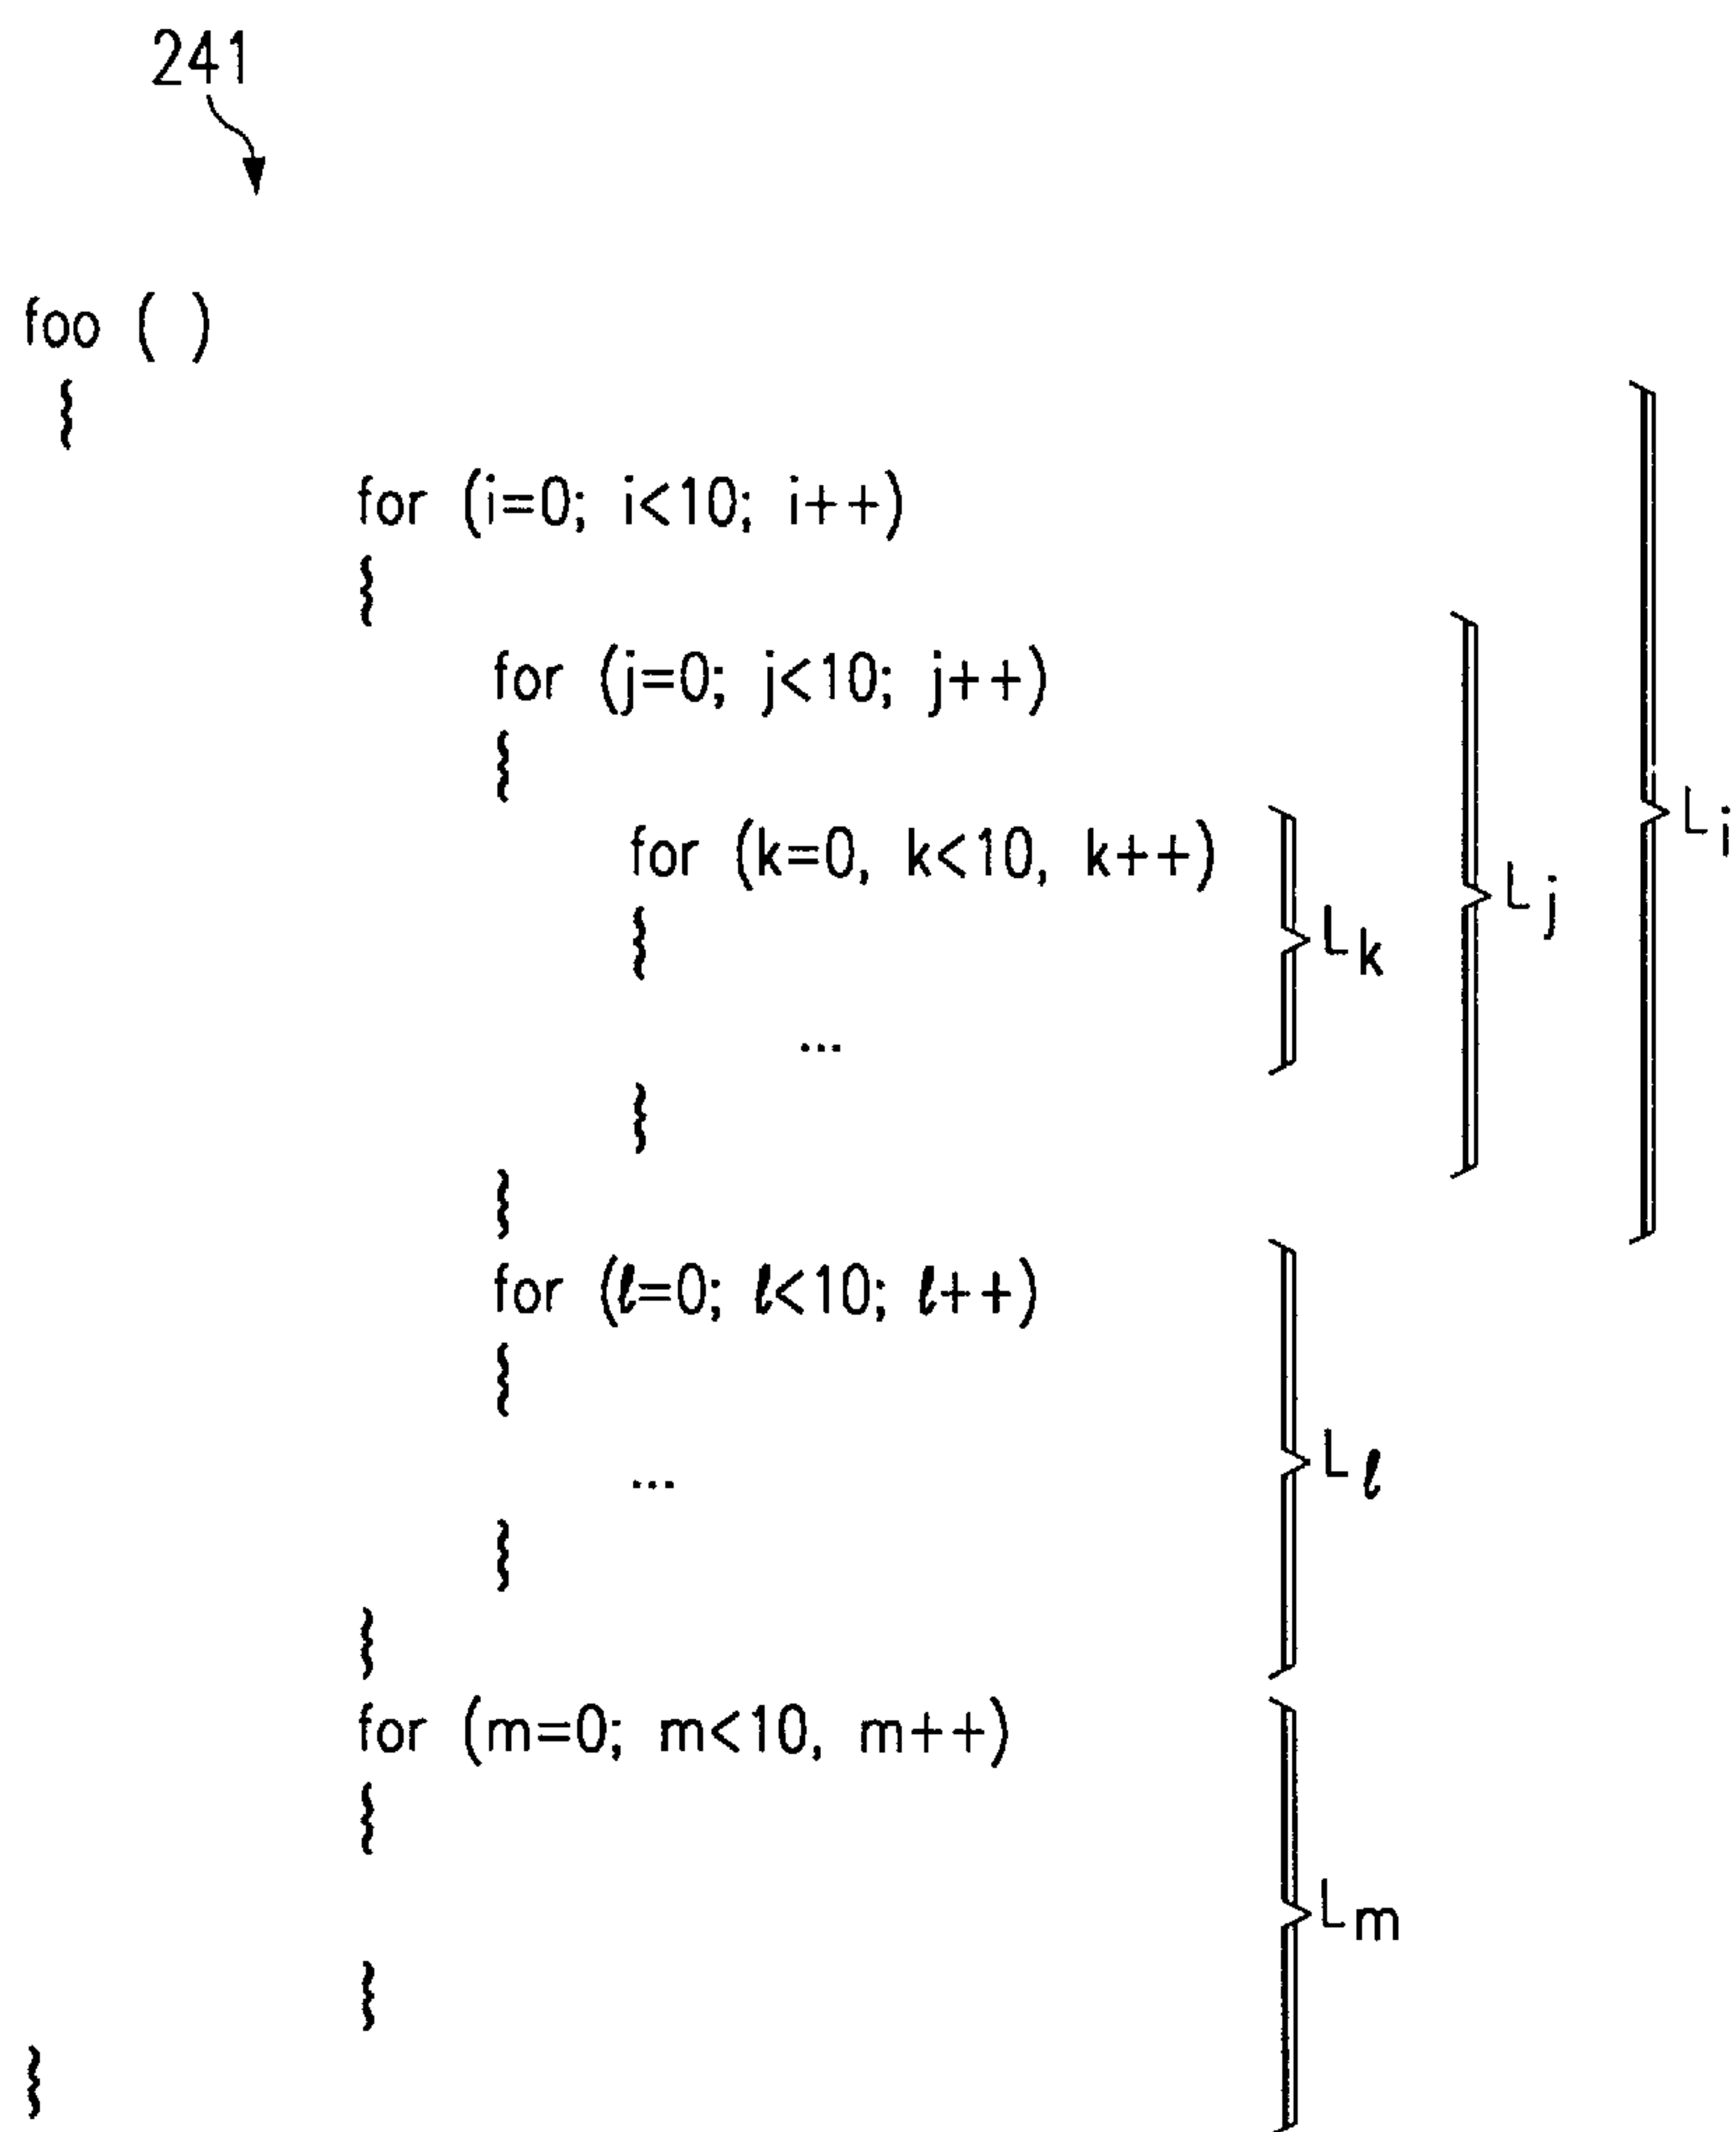 241
foo ( )
{
for (i=0; i<10; i++)
{
for (j=0; j<10; j++)
{
for (k=0, k<10, k++)
{
...
}
}
for (ℓ=0; ℓ<10; ℓ++)
{
...
}
}
for (m=0; m<10, m++)
{
}
}
Lk
Lj
Li
Lℓ
Lm